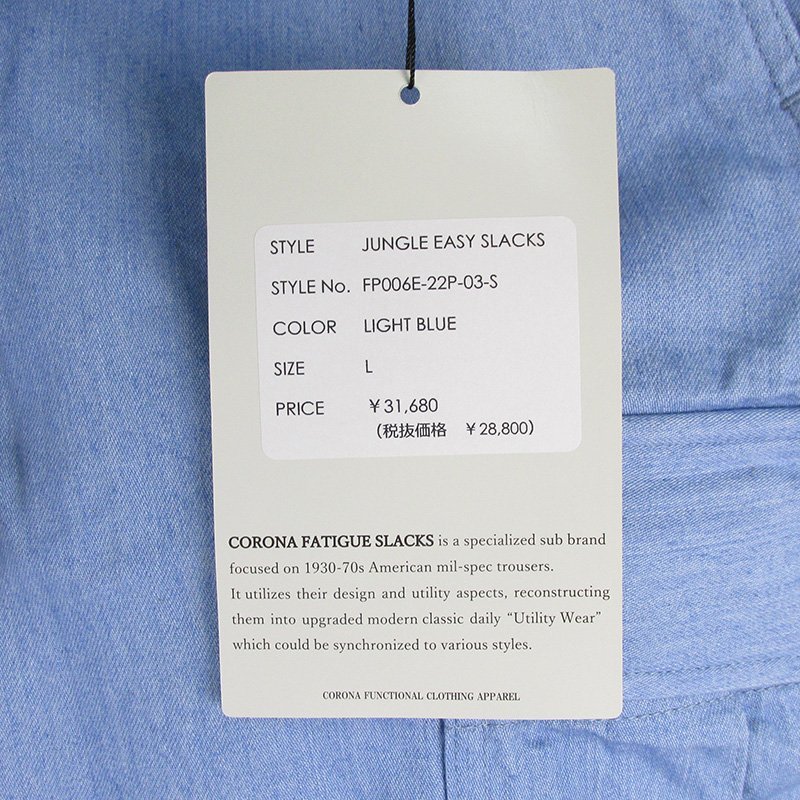 STYLE JUNGLE EASY SLACKS
STYLE No. FP006E-22P-03-S
COLOR LIGHT BLUE
SIZE L
PRICE ￥31,680
（税抜価格 ￥28,800）
CORONA FATIGUE SLACKS is a specialized sub brand
focused on 1930-70s American mil-spec trousers.
It utilizes their design and utility aspects, reconstructing
them into upgraded modern classic daily “Utility Wear”
which could be synchronized to various styles.
CORONA FUNCTIONAL CLOTHING APPAREL